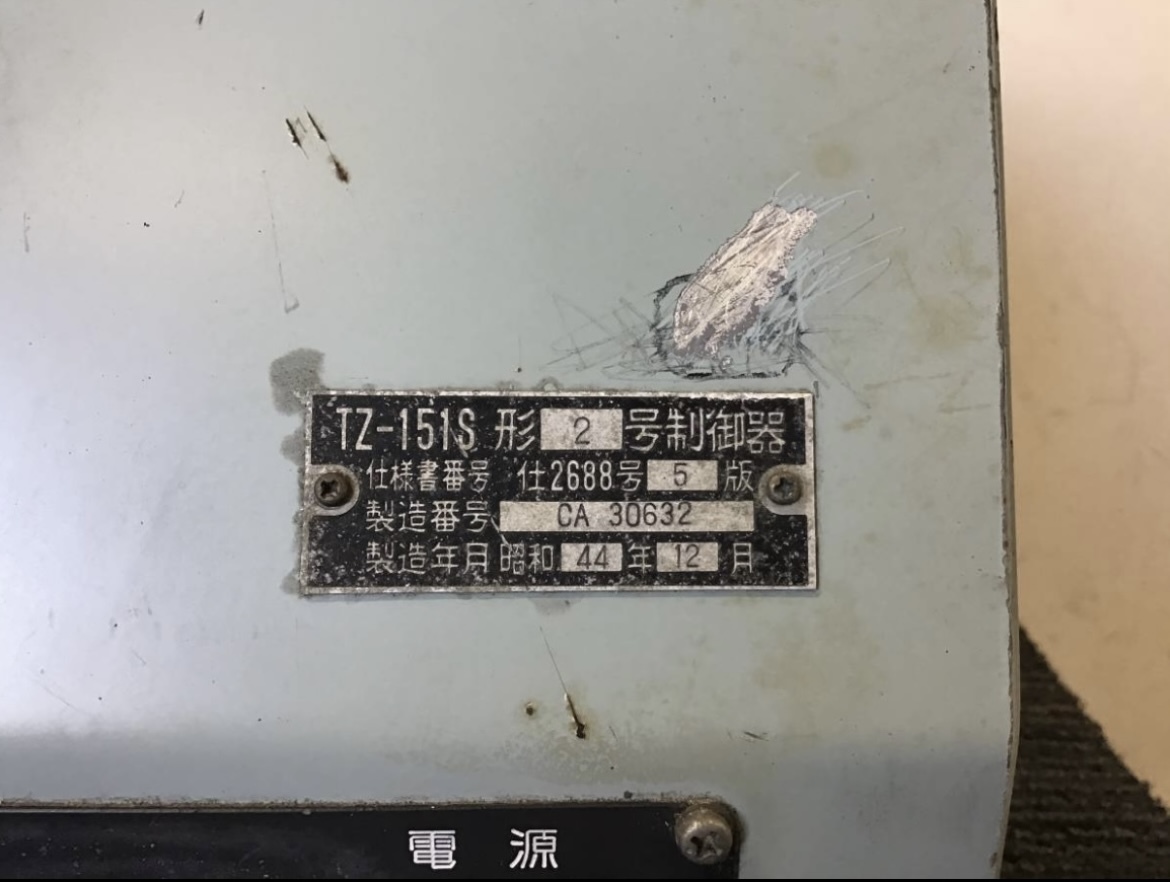 TZ-151S 形 2 号制御器
仕様書番号 仕2688号 5 版
製造番号 CA 30632
製造年月 昭和 44 年 12 月
電源